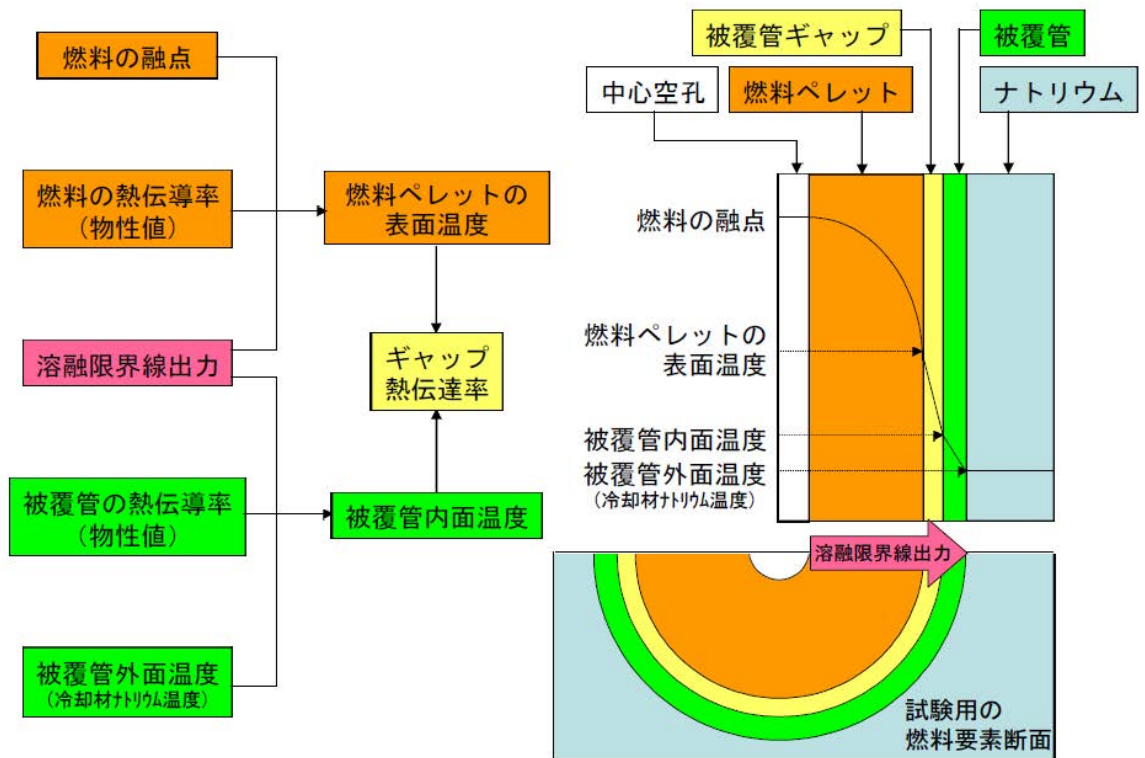 燃料の融点
燃料の熱伝導率
（物性値）
溶融限界線出力
被覆管の熱伝導率
（物性値）
被覆管外面温度
（冷却材ナトリウム温度）
燃料ペレットの
表面温度
ギャップ
熱伝達率
被覆管内面温度
被覆管ギャップ
被覆管
中心空孔
燃料ペレット
ナトリウム
燃料の融点
燃料ペレットの
表面温度
被覆管内面温度
被覆管外面温度
（冷却材ナトリウム温度）
溶融限界線出力
試験用の
燃料要素断面